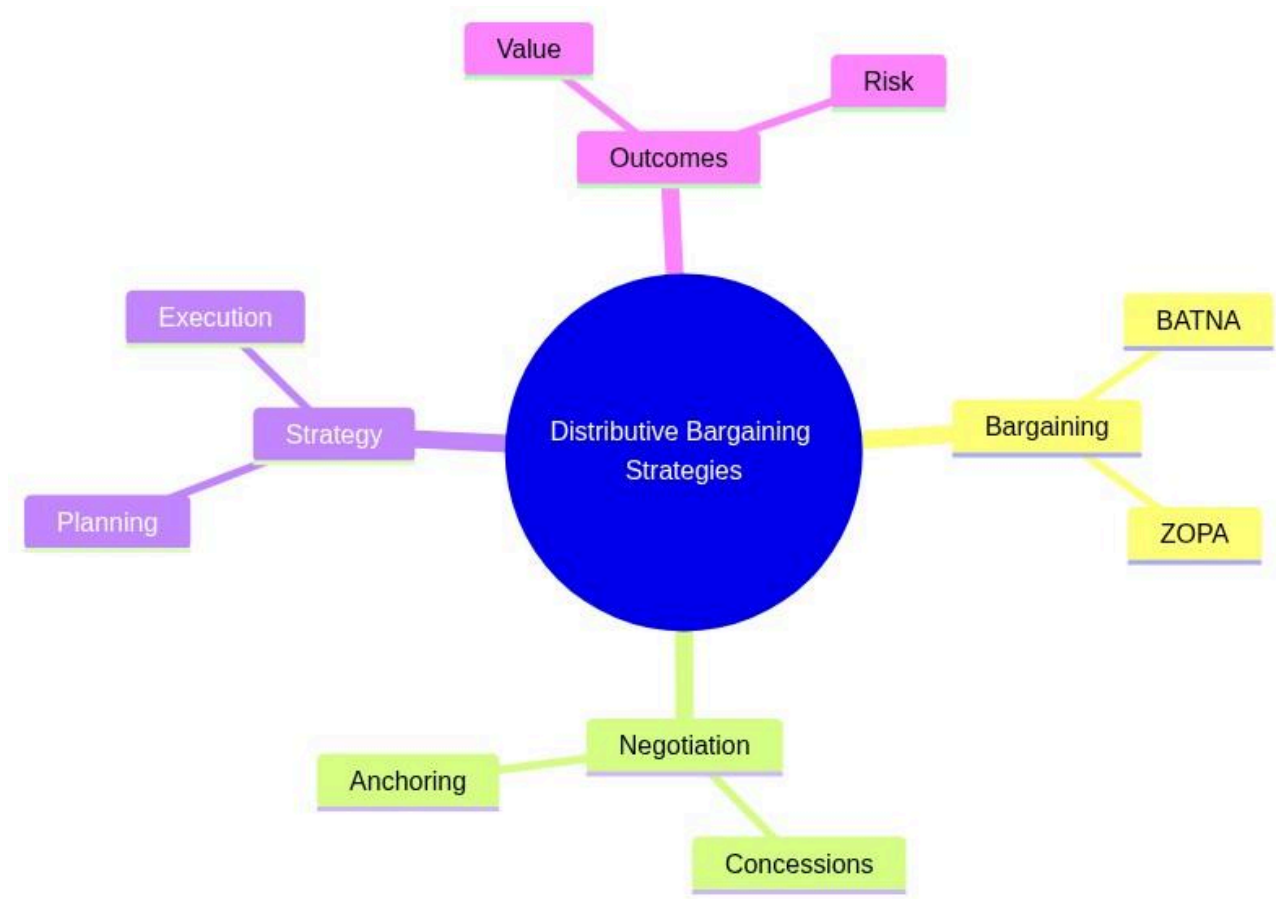 Value
Risk
Outcomes
Execution
BATNA
Strategy
Distributive Bargaining
Strategies
Bargaining
Planning
ZOPA
Negotiation
Anchoring
Concessions